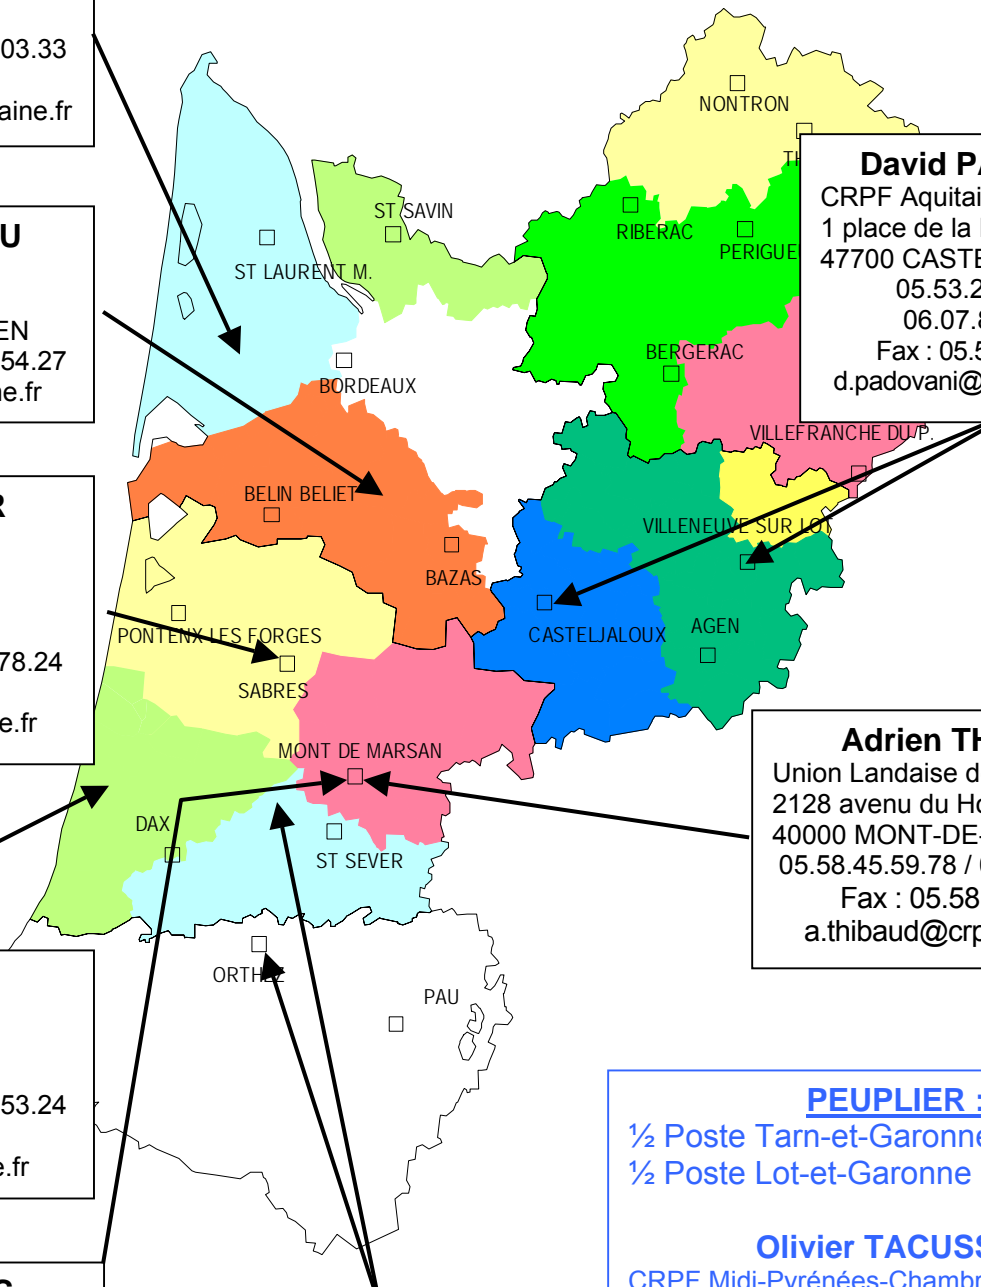 03.33
aine.fr
U
EN
54.27
ne.fr
R
78.24
e.fr
53.24
e.fr
NONTRON
TH
ST SAVIN
RIBERAC
PERIGUE
ST LAURENT M.
BORDEAUX
BERGERAC
VILLEFRANCHE DU P.
BELIN BELIET
VILLENEUVE SUR LOT
BAZAS
PONTENX LES FORGES
CASTELJALOUX
AGEN
SABRES
MONT DE MARSAN
DAX
ST SEVER
ORTHEZ
PAU
David PA
CRPF Aquitai
1 place de la
47700 CASTE
05.53.2
06.07.8
Fax : 05.5
d.padovani@
Adrien TH
Union Landaise d
2128 avenu du Ho
40000 MONT-DE-
05.58.45.59.78 /
Fax : 05.58
a.thibaud@crp
PEUPLIER :
½ Poste Tarn-et-Garonne
½ Poste Lot-et-Garonne
Olivier TACUSS
CRPF Midi-Pyrénées-Chambr